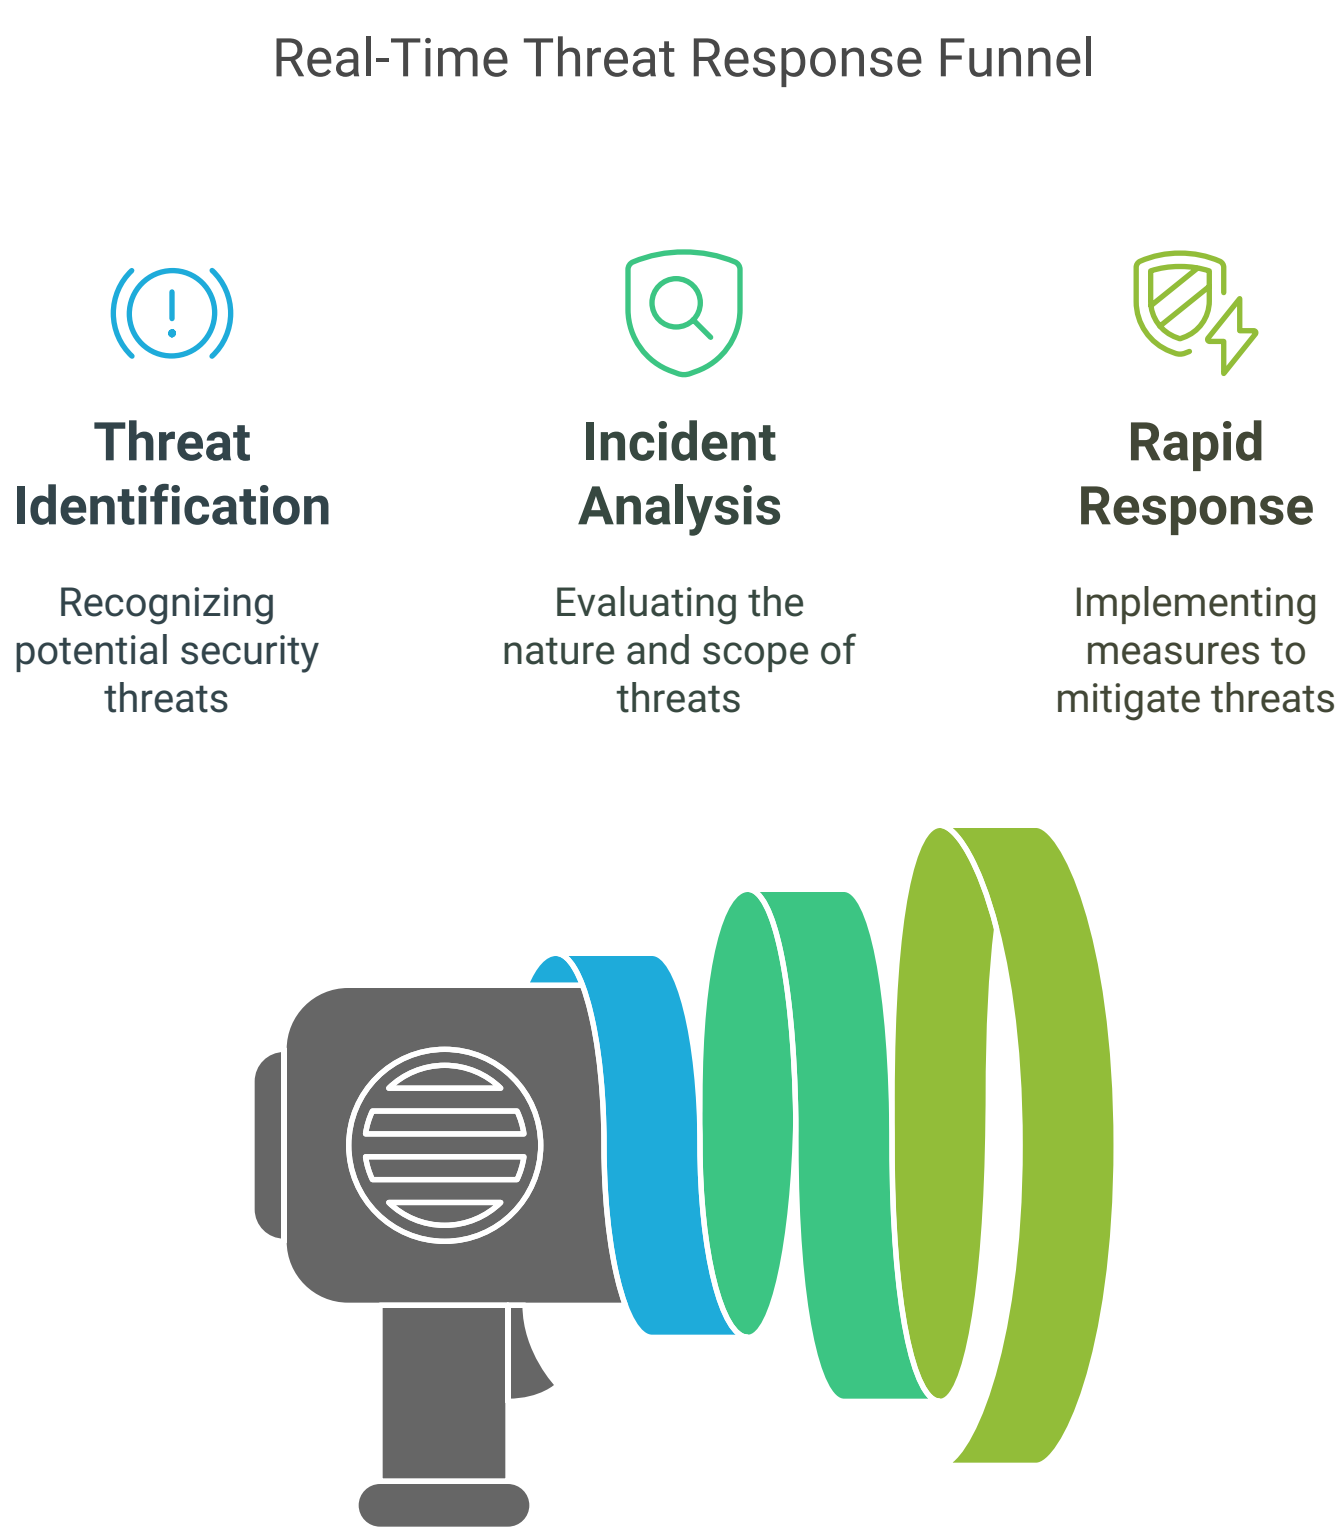 Real-Time Threat Response Funnel
Threat
Identification
Recognizing
potential security
threats
Incident
Analysis
Evaluating the
nature and scope of
threats
Rapid
Response
Implementing
measures to
mitigate threats